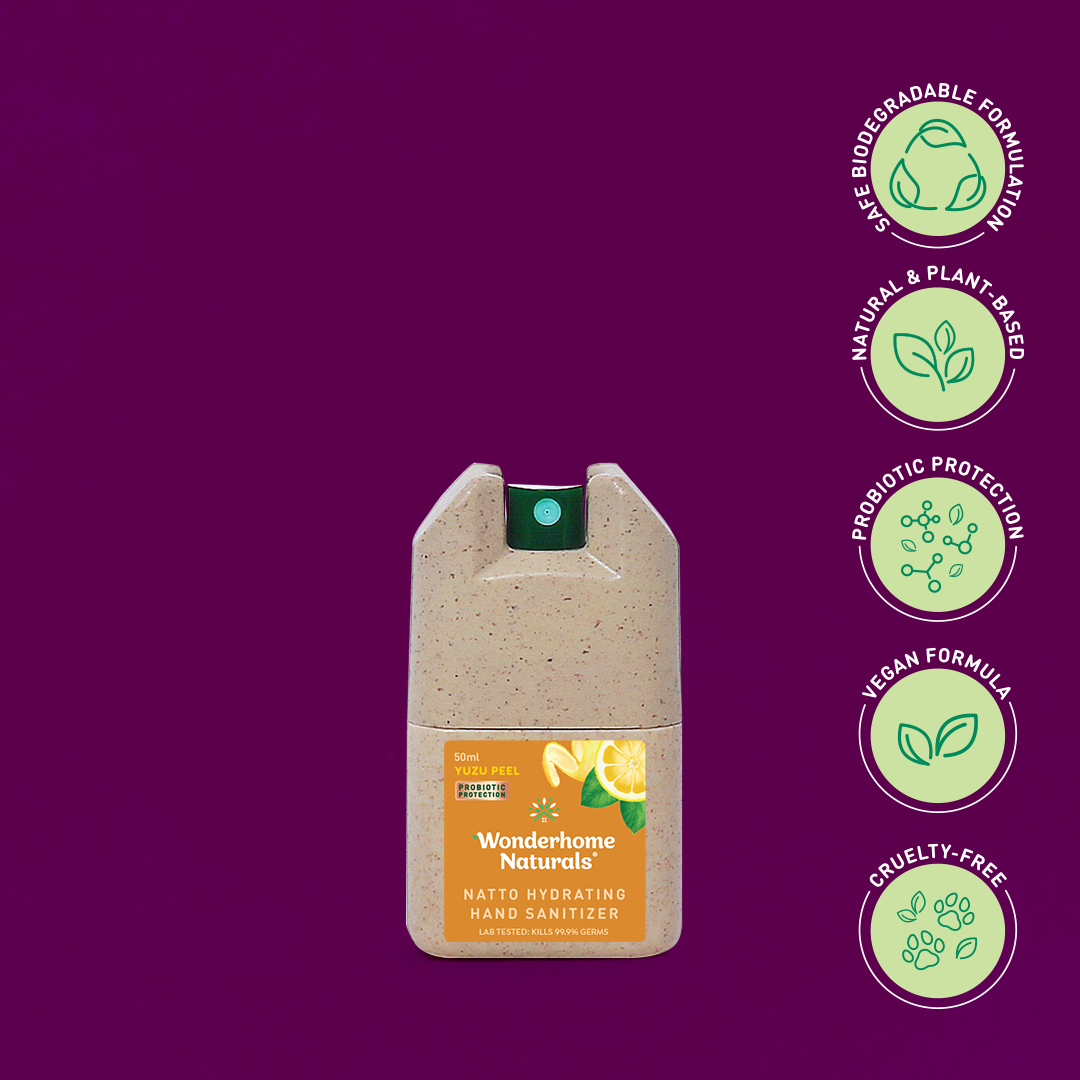 SAFE BIODEGRADABLE FORMULATION
NATURAL & PLANT-BASED
PROBIOTIC PROTECTION
VEGAN FORMULA
CRUELTY-FREE
50ml
YUZU PEEL
PROBIOTIC
PROTECTION
Wonderhome
Naturals®
NATTO HYDRATING
HAND SANITIZER
LAB TESTED: KILLS 99.9% GERMS